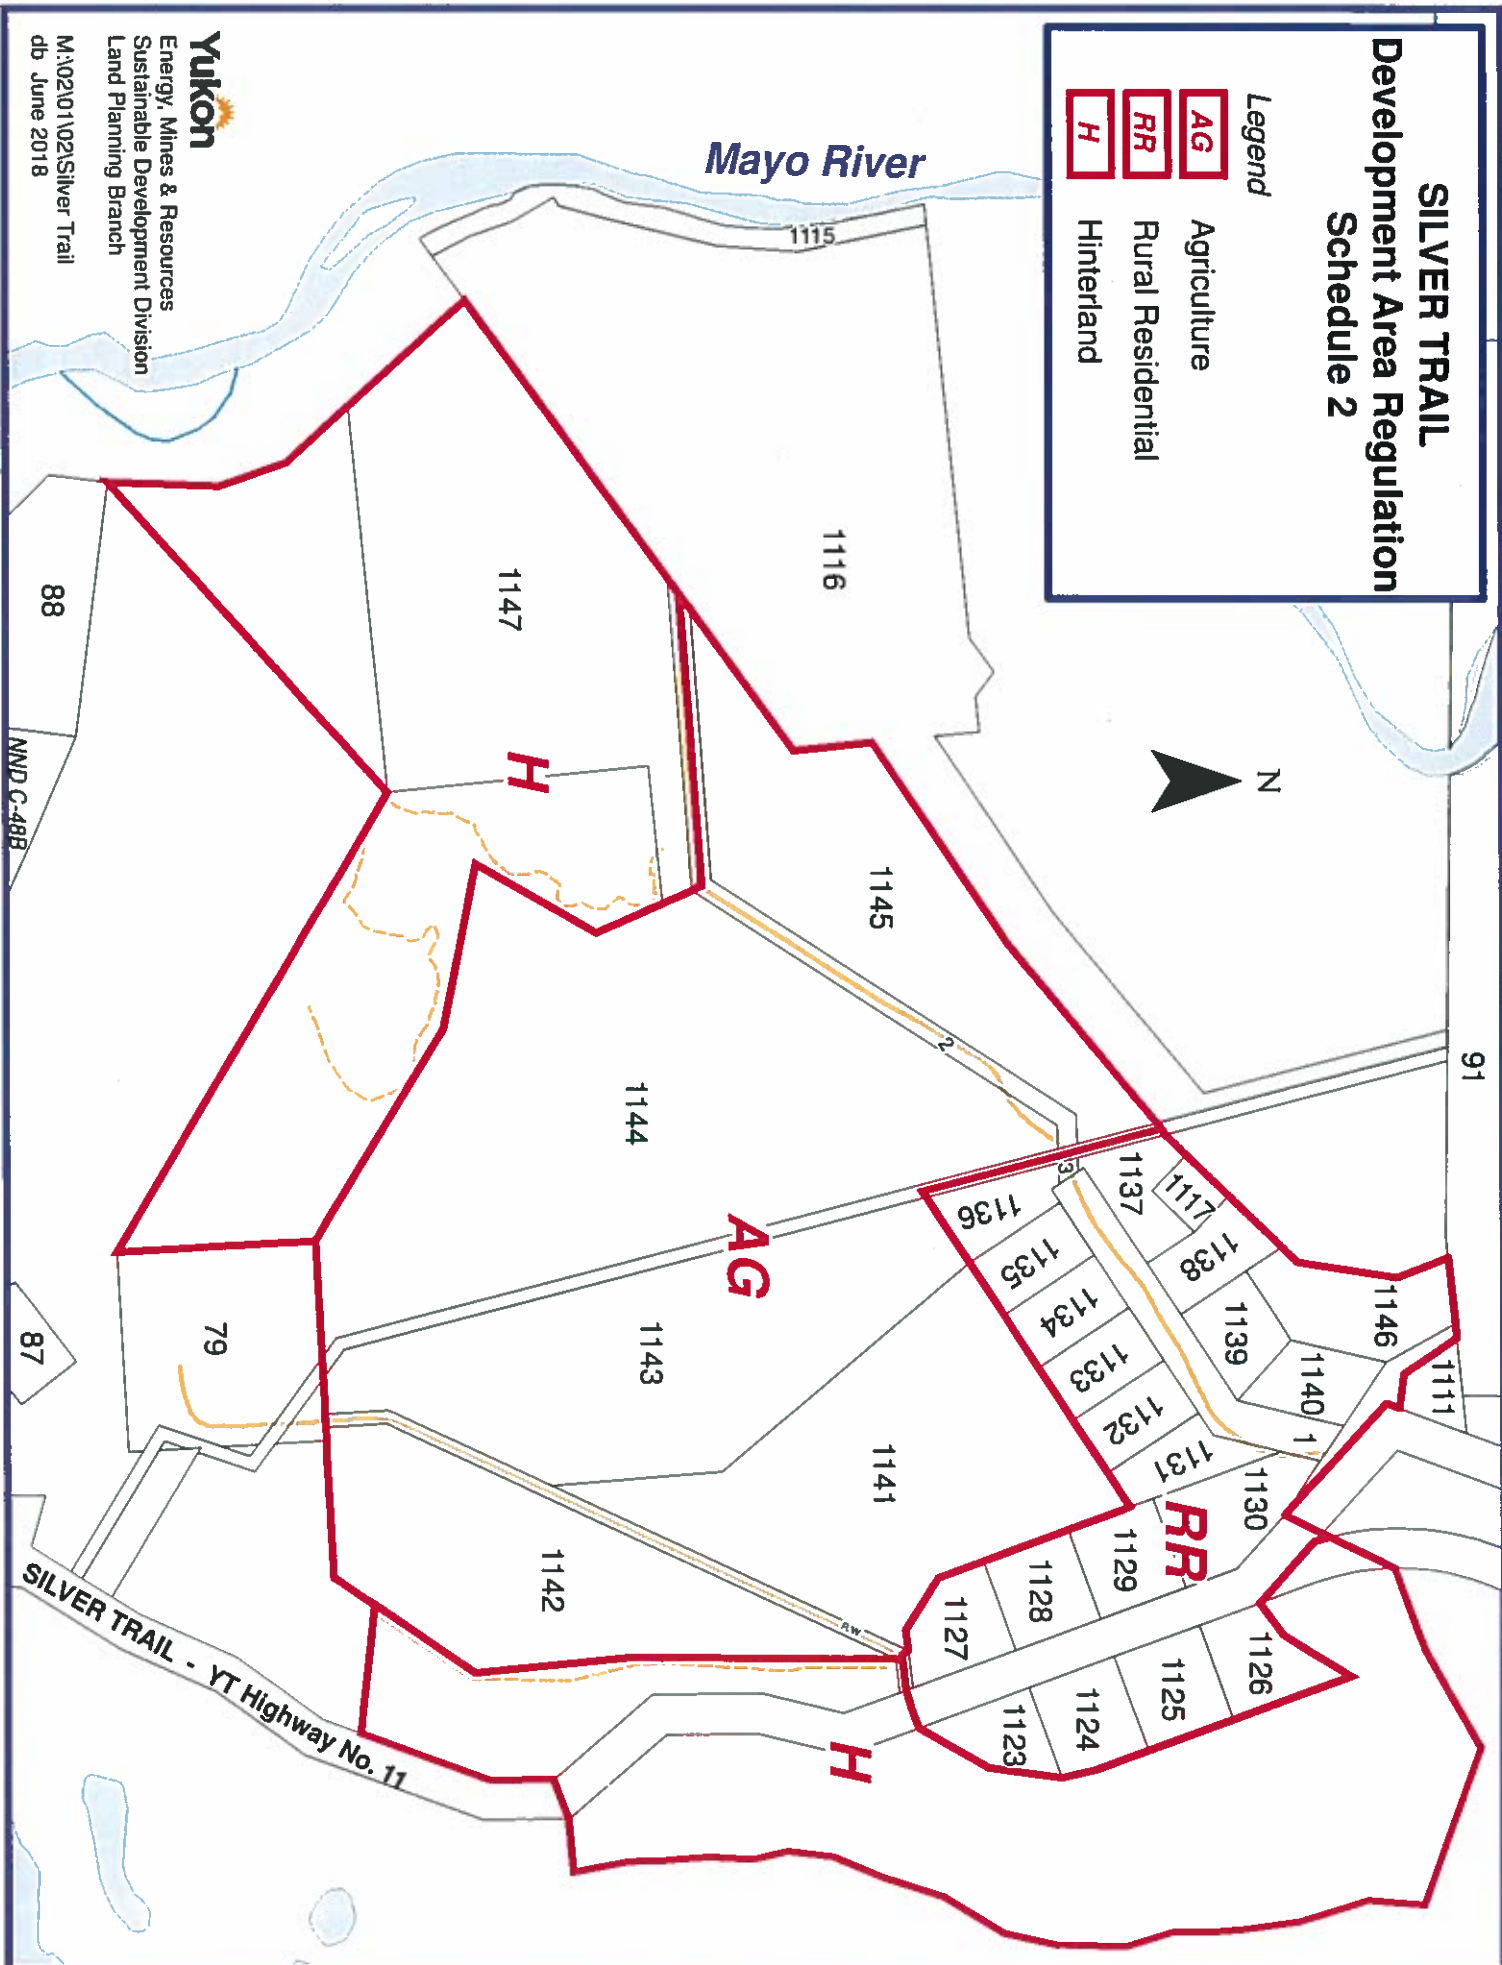 SILVER TRAIL
Development Area Regulation
Schedule 2
Legend
AG Agriculture
RR Rural Residential
H Hinterland
N
Mayo River
91
1115
1116
1145
1147
H
1144
2
3
AG
1143
1141
1142
R/W
1137
1117
1138
1139
1140
1146
1111
1
1136
1135
1134
1133
1132
1131
1130
RR
1129
1128
1127
1126
1125
1124
1123
H
79
87
88
NND C-48B
SILVER TRAIL - YT Highway No. 11
Yukon
Energy, Mines & Resources
Sustainable Development Division
Land Planning Branch
M:\02\01\02\Silver Trail
db June 2018